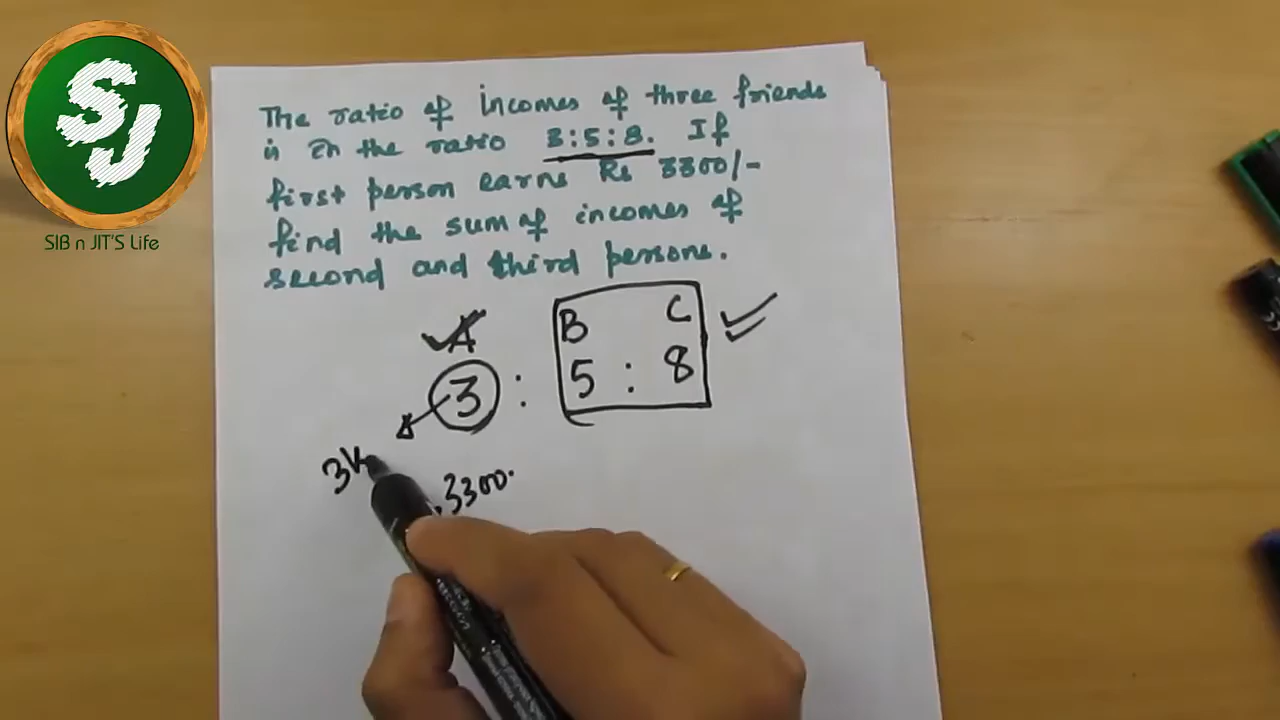 SJ
SIB n JIT'S Life
The ratio of incomes of three friends
is in the ratio 3:5:8. If
first person earns Rs 3300/-
find the sum of incomes of
second and third persons.
A B C
3 : 5 : 8
3k
3300.